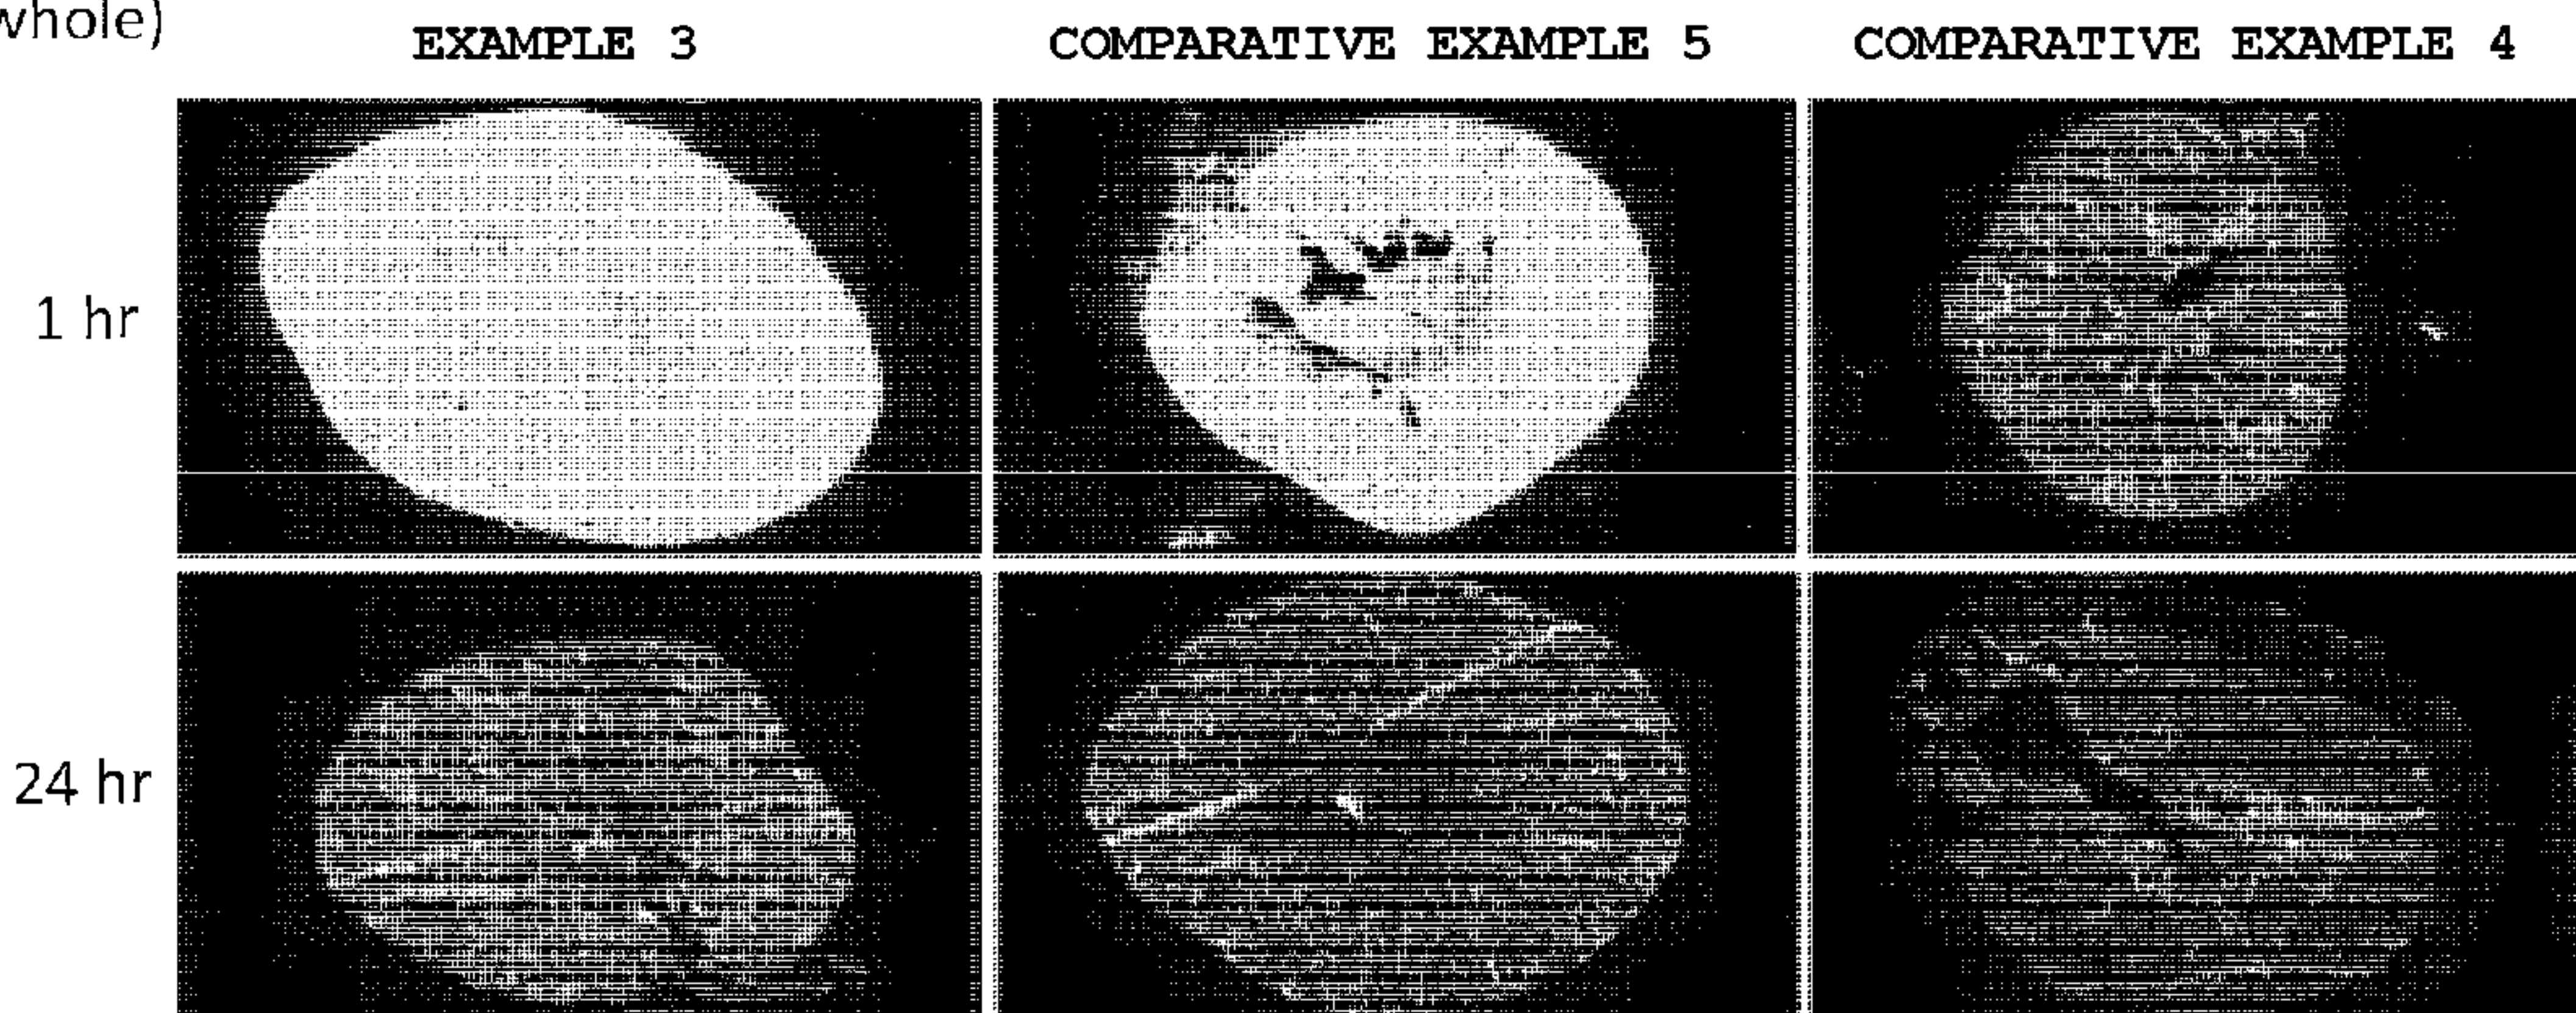 whole)
EXAMPLE 3
COMPARATIVE EXAMPLE 5
COMPARATIVE EXAMPLE 4
1 hr
24 hr